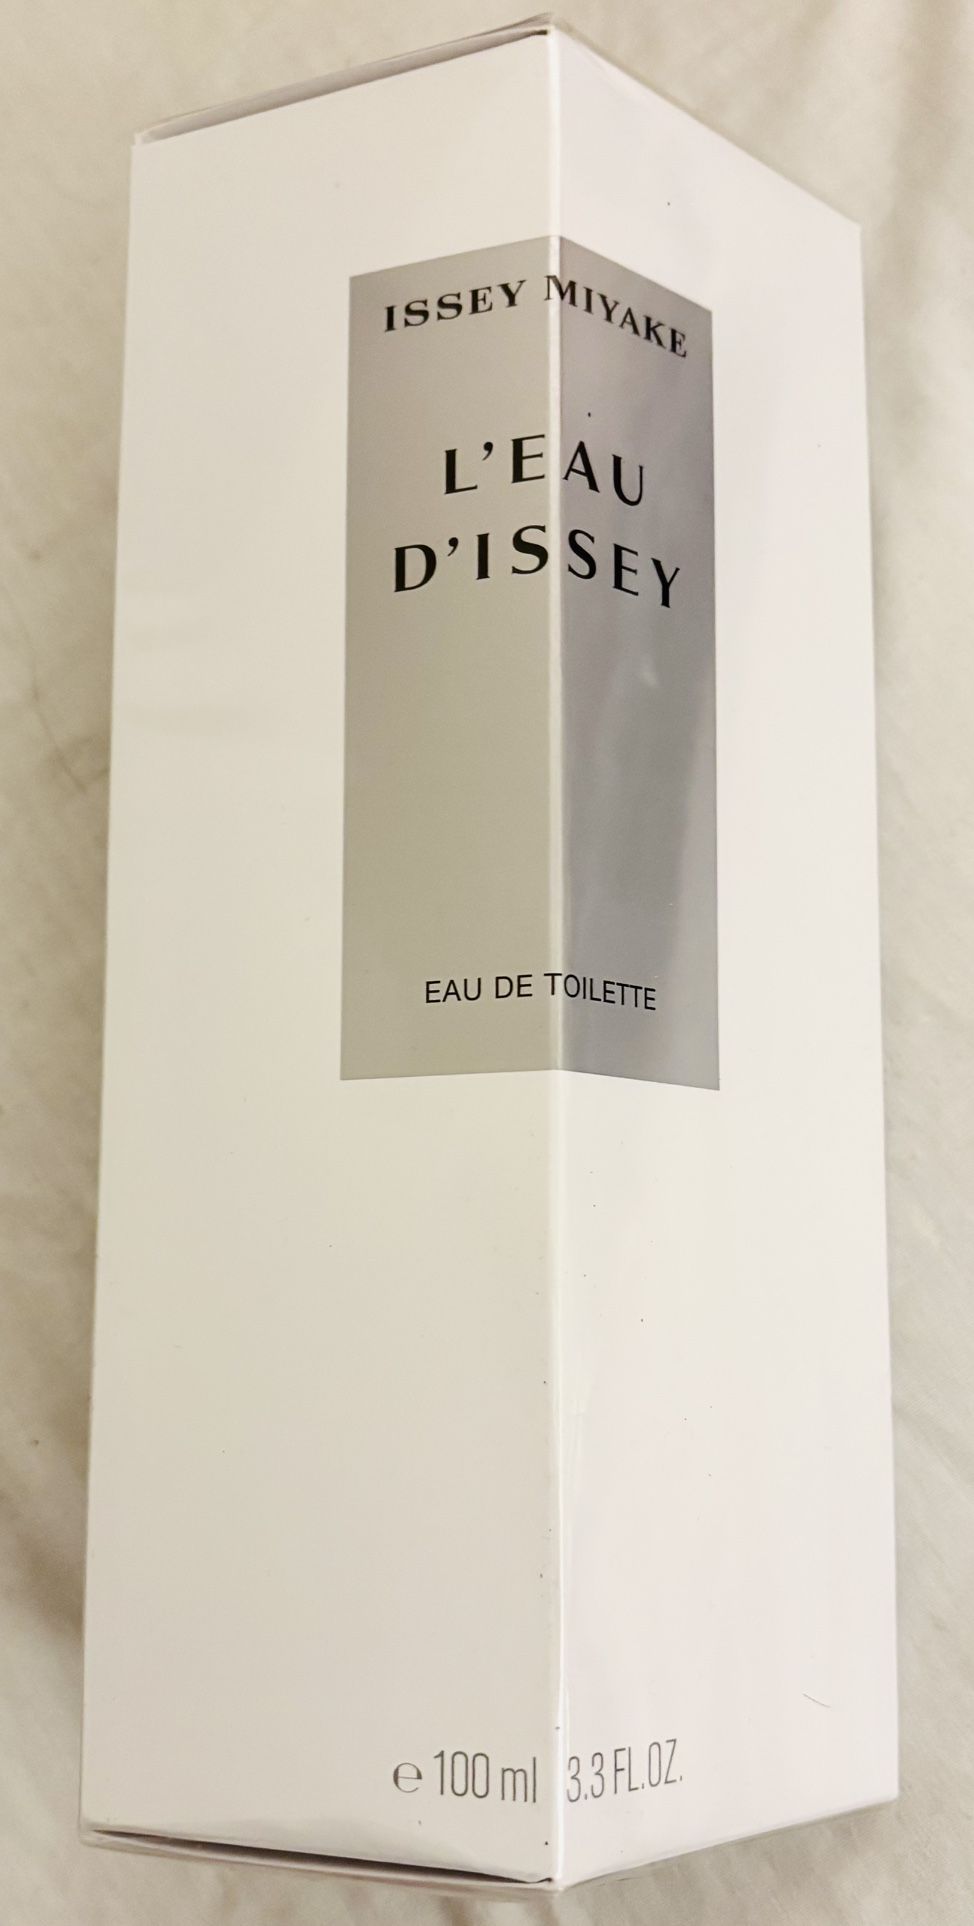 ISSEY MIYAKE
L’EAU
D’ISSEY
EAU DE TOILETTE
℮ 100 ml 3.3 FL.OZ.